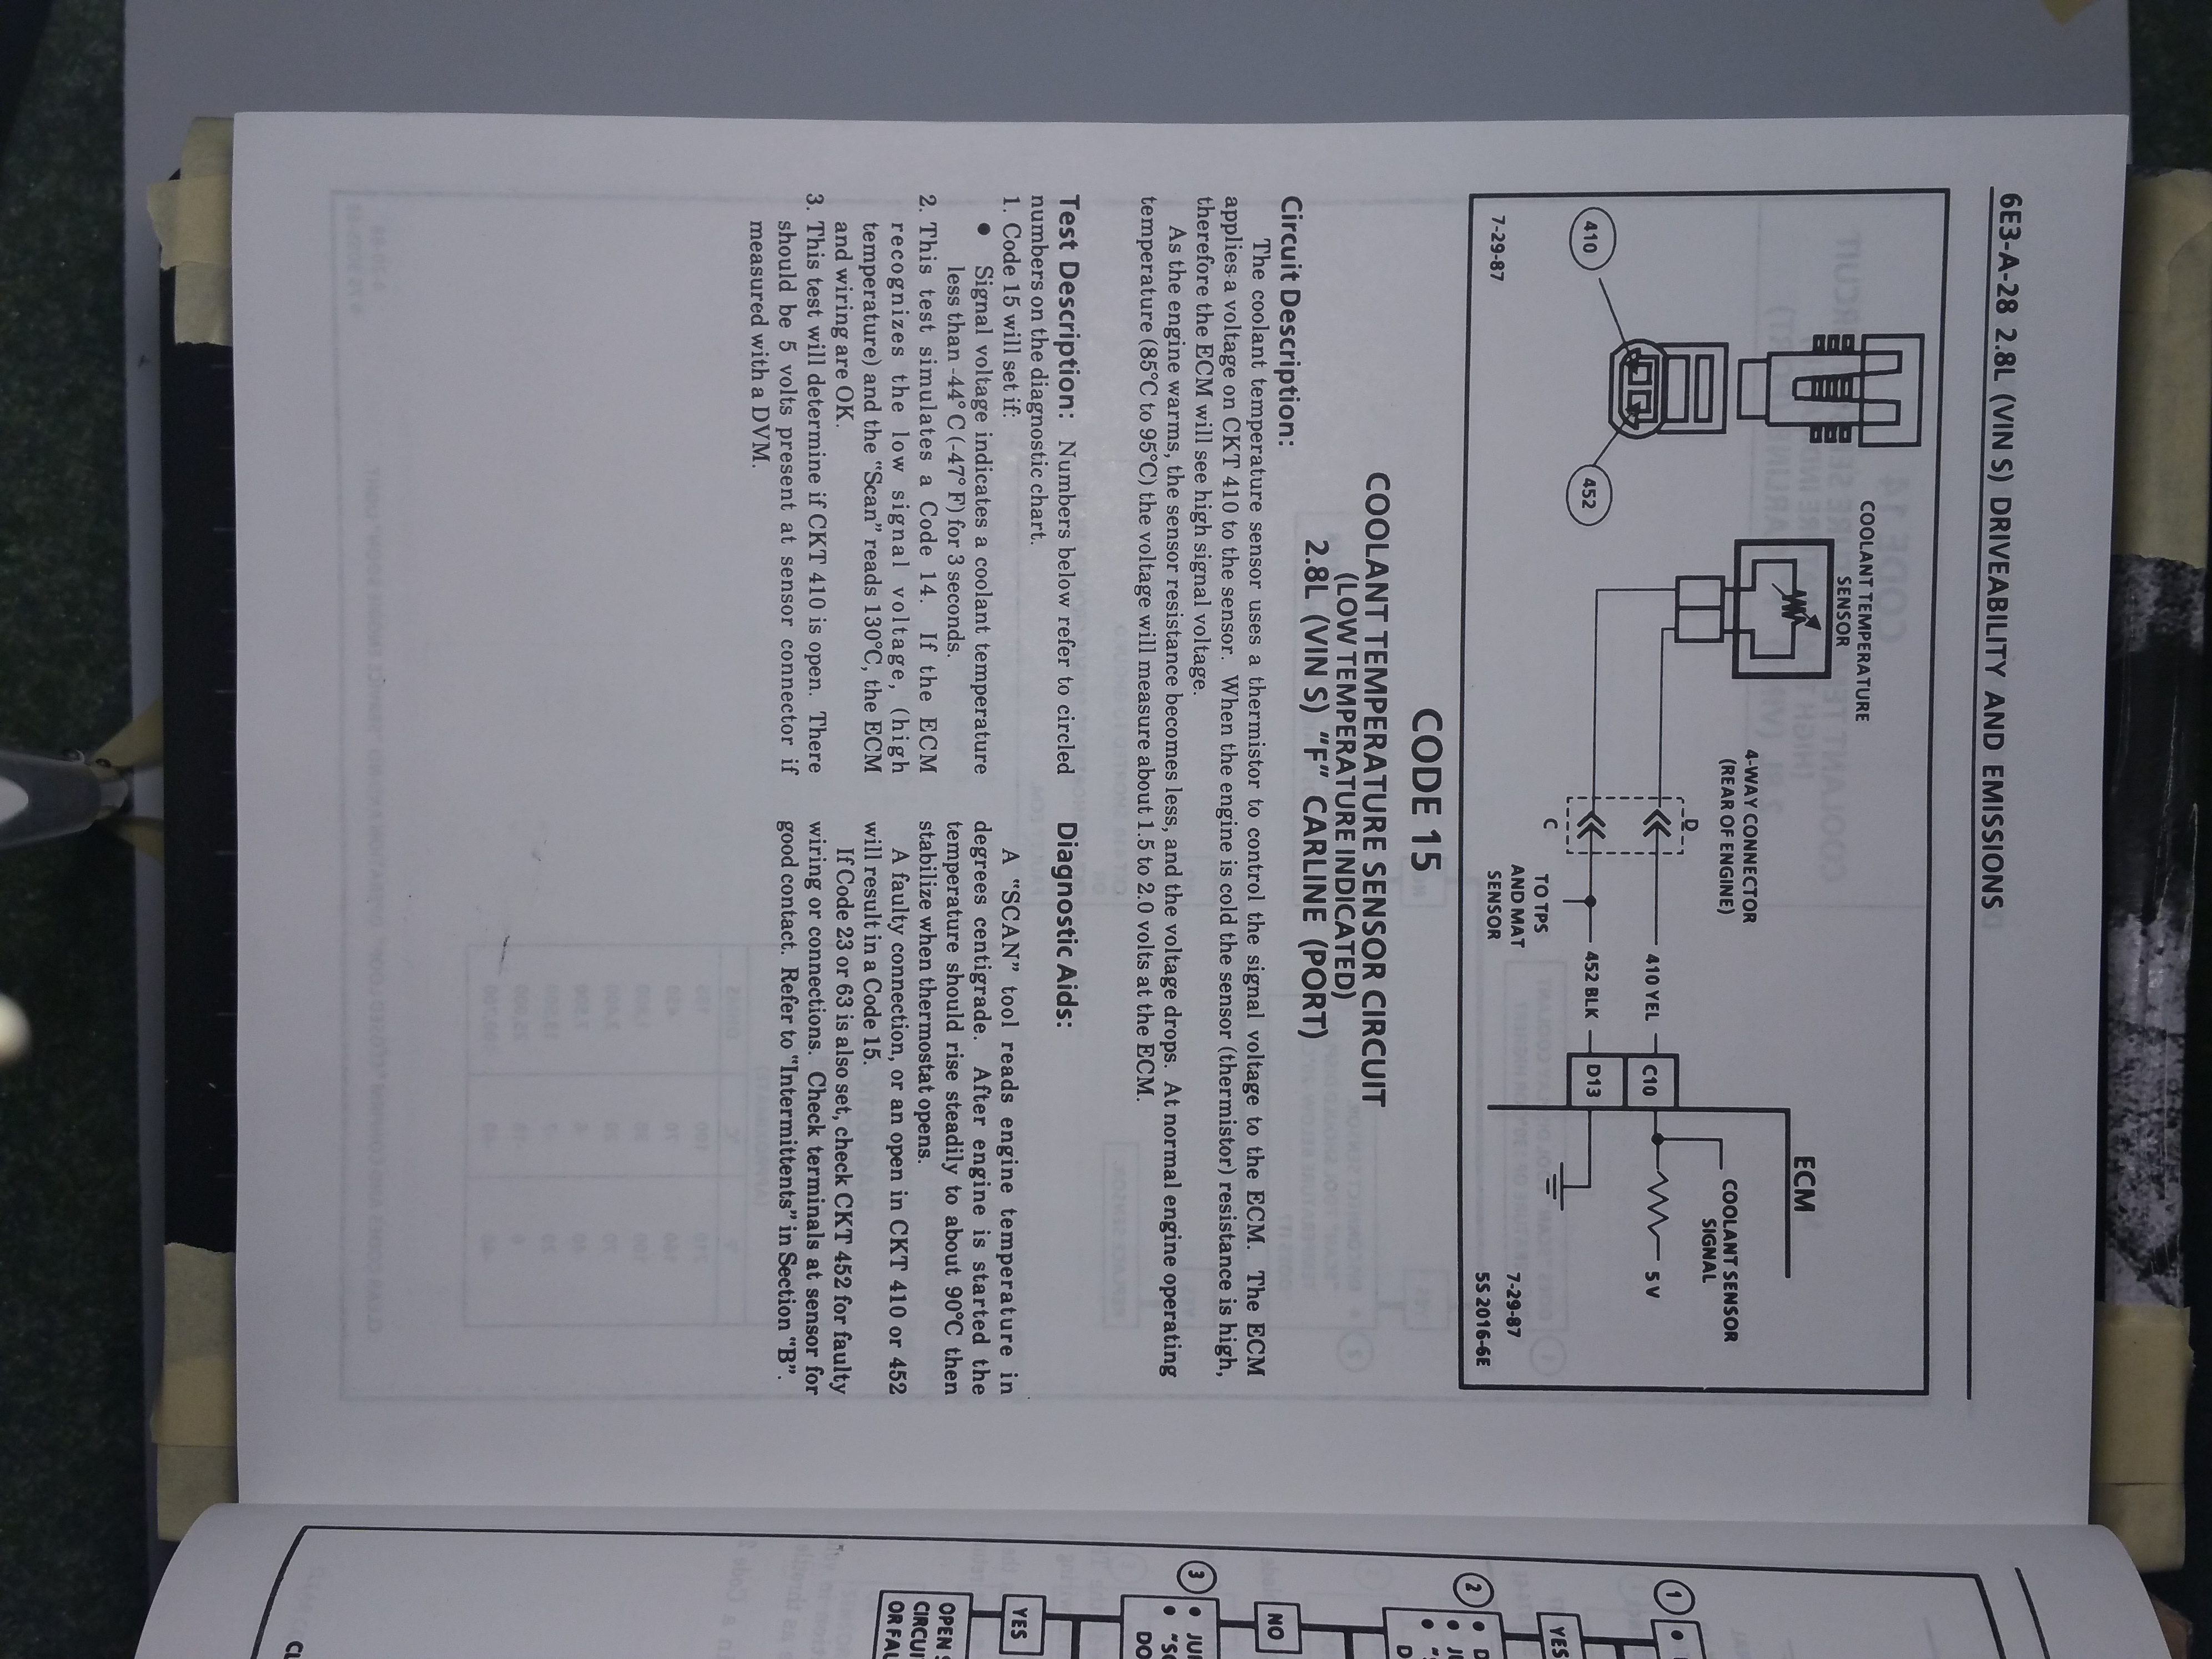 6E3-A-28 2.8L (VIN S) DRIVEABILITY AND EMISSIONS
COOLANT TEMPERATURE
SENSOR
4-WAY CONNECTOR
(REAR OF ENGINE)
ECM
COOLANT SENSOR
SIGNAL
D
C
410 YEL
C10
5 V
452 BLK
D13
410
452
TO TPS
AND MAT
SENSOR
7-29-87
7-29-87
5S 2016-6E
CODE 15
COOLANT TEMPERATURE SENSOR CIRCUIT
(LOW TEMPERATURE INDICATED)
2.8L (VIN S) "F" CARLINE (PORT)
Circuit Description:
The coolant temperature sensor uses a thermistor to control the signal voltage to the ECM. The ECM
applies a voltage on CKT 410 to the sensor. When the engine is cold the sensor (thermistor) resistance is high,
therefore the ECM will see high signal voltage.
As the engine warms, the sensor resistance becomes less, and the voltage drops. At normal engine operating
temperature (85°C to 95°C) the voltage will measure about 1.5 to 2.0 volts at the ECM.
Test Description: Numbers below refer to circled
numbers on the diagnostic chart.
1. Code 15 will set if:
● Signal voltage indicates a coolant temperature
less than -44° C (-47° F) for 3 seconds.
2. This test simulates a Code 14. If the ECM
recognizes the low signal voltage, (high
temperature) and the "Scan" reads 130°C, the ECM
and wiring are OK.
3. This test will determine if CKT 410 is open. There
should be 5 volts present at sensor connector if
measured with a DVM.
Diagnostic Aids:
A "SCAN" tool reads engine temperature in
degrees centigrade. After engine is started the
temperature should rise steadily to about 90°C then
stabilize when thermostat opens.
A faulty connection, or an open in CKT 410 or 452
will result in a Code 15.
If Code 23 or 63 is also set, check CKT 452 for faulty
wiring or connections. Check terminals at sensor for
good contact. Refer to "Intermittents" in Section "B".
1
YES
2
NO
3
YES
OPEN
OR